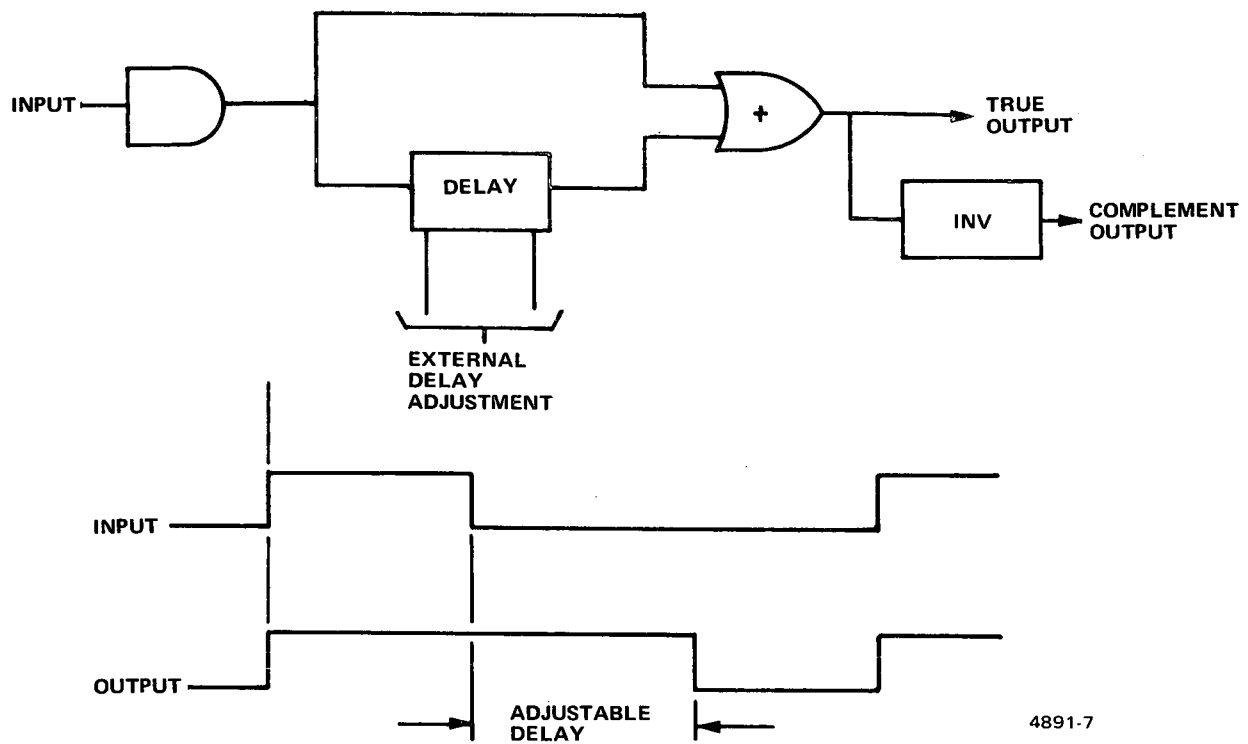 INPUT
+
TRUE
OUTPUT
DELAY
INV
COMPLEMENT
OUTPUT
EXTERNAL
DELAY
ADJUSTMENT
INPUT
OUTPUT
ADJUSTABLE
DELAY
4891-7